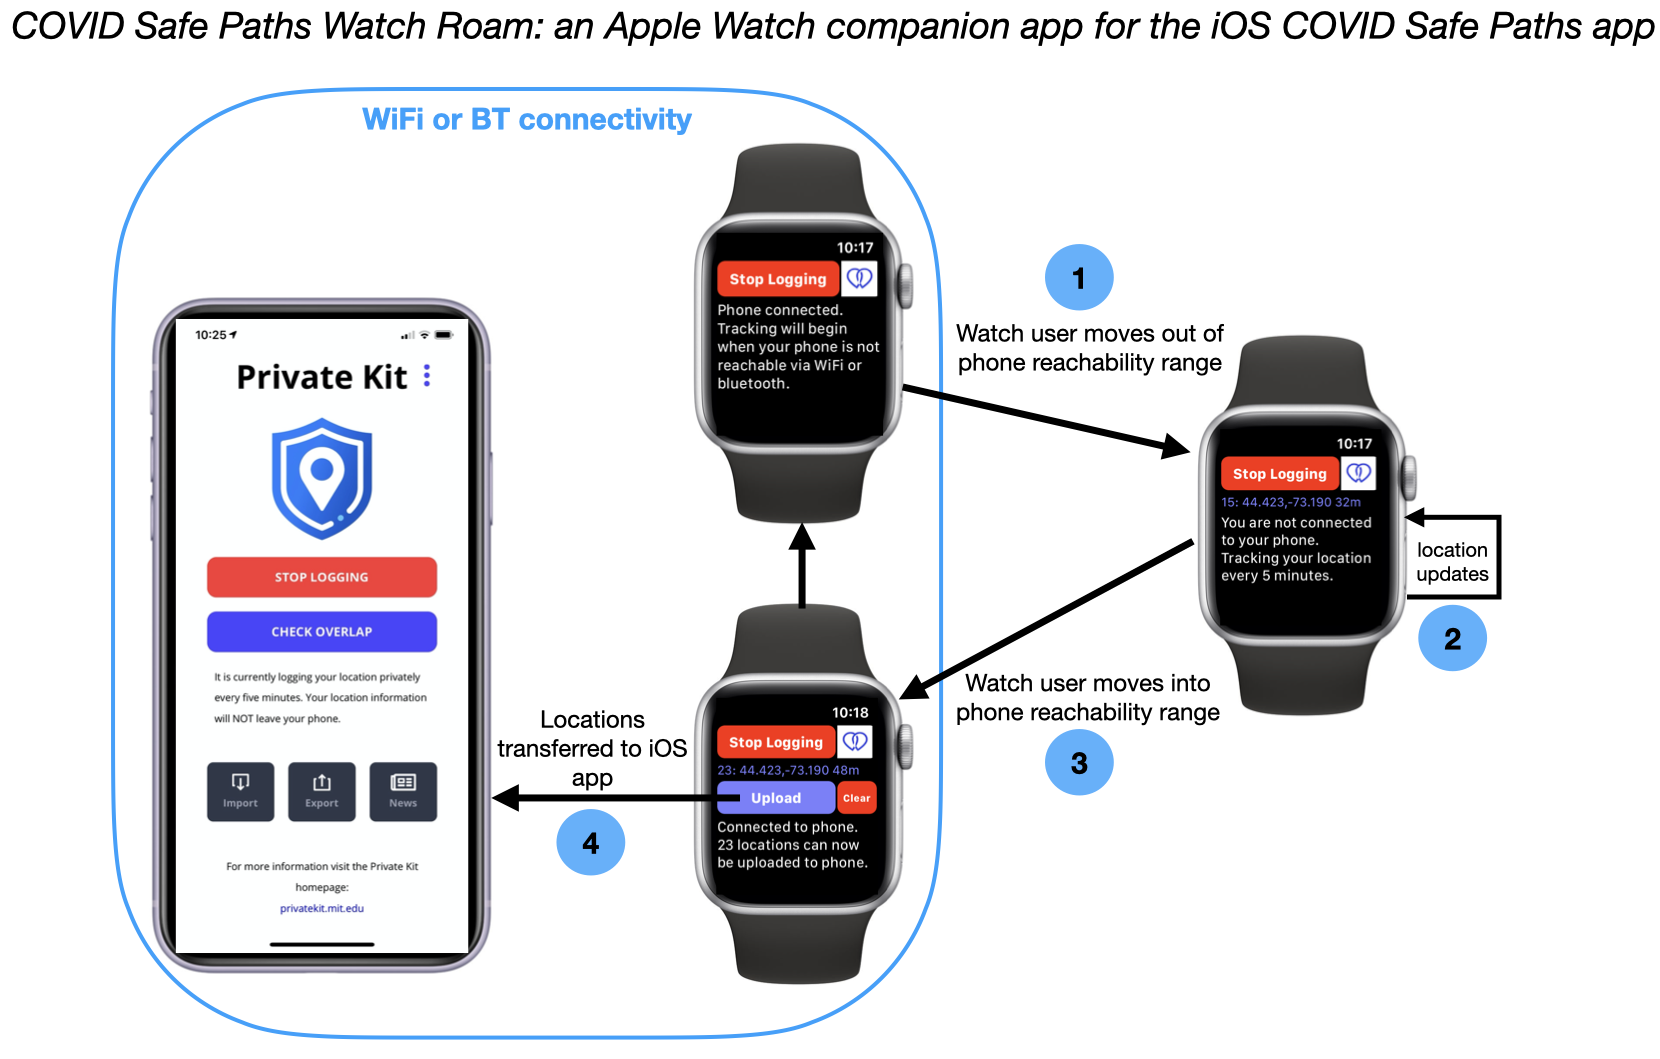 COVID Safe Paths Watch Roam: an Apple Watch companion app for the iOS COVID Safe Paths app
WiFi or BT connectivity
10:25
Private Kit
STOP LOGGING
CHECK OVERLAP
It is currently logging your location privately
every five minutes. Your location information
will NOT leave your phone.
Import
Export
News
For more information visit the Private Kit
homepage:
privatekit.mit.edu
10:17
Stop Logging
Phone connected.
Tracking will begin
when your phone is not
reachable via WiFi or
bluetooth.
1
Watch user moves out of
phone reachability range
10:17
Stop Logging
15: 44.423,-73.190 32m
You are not connected
to your phone.
Tracking your location
every 5 minutes.
location
updates
2
Watch user moves into
phone reachability range
3
10:18
Stop Logging
23: 44.423,-73.190 48m
Upload
Clear
Connected to phone.
23 locations can now
be uploaded to phone.
Locations
transferred to iOS
app
4